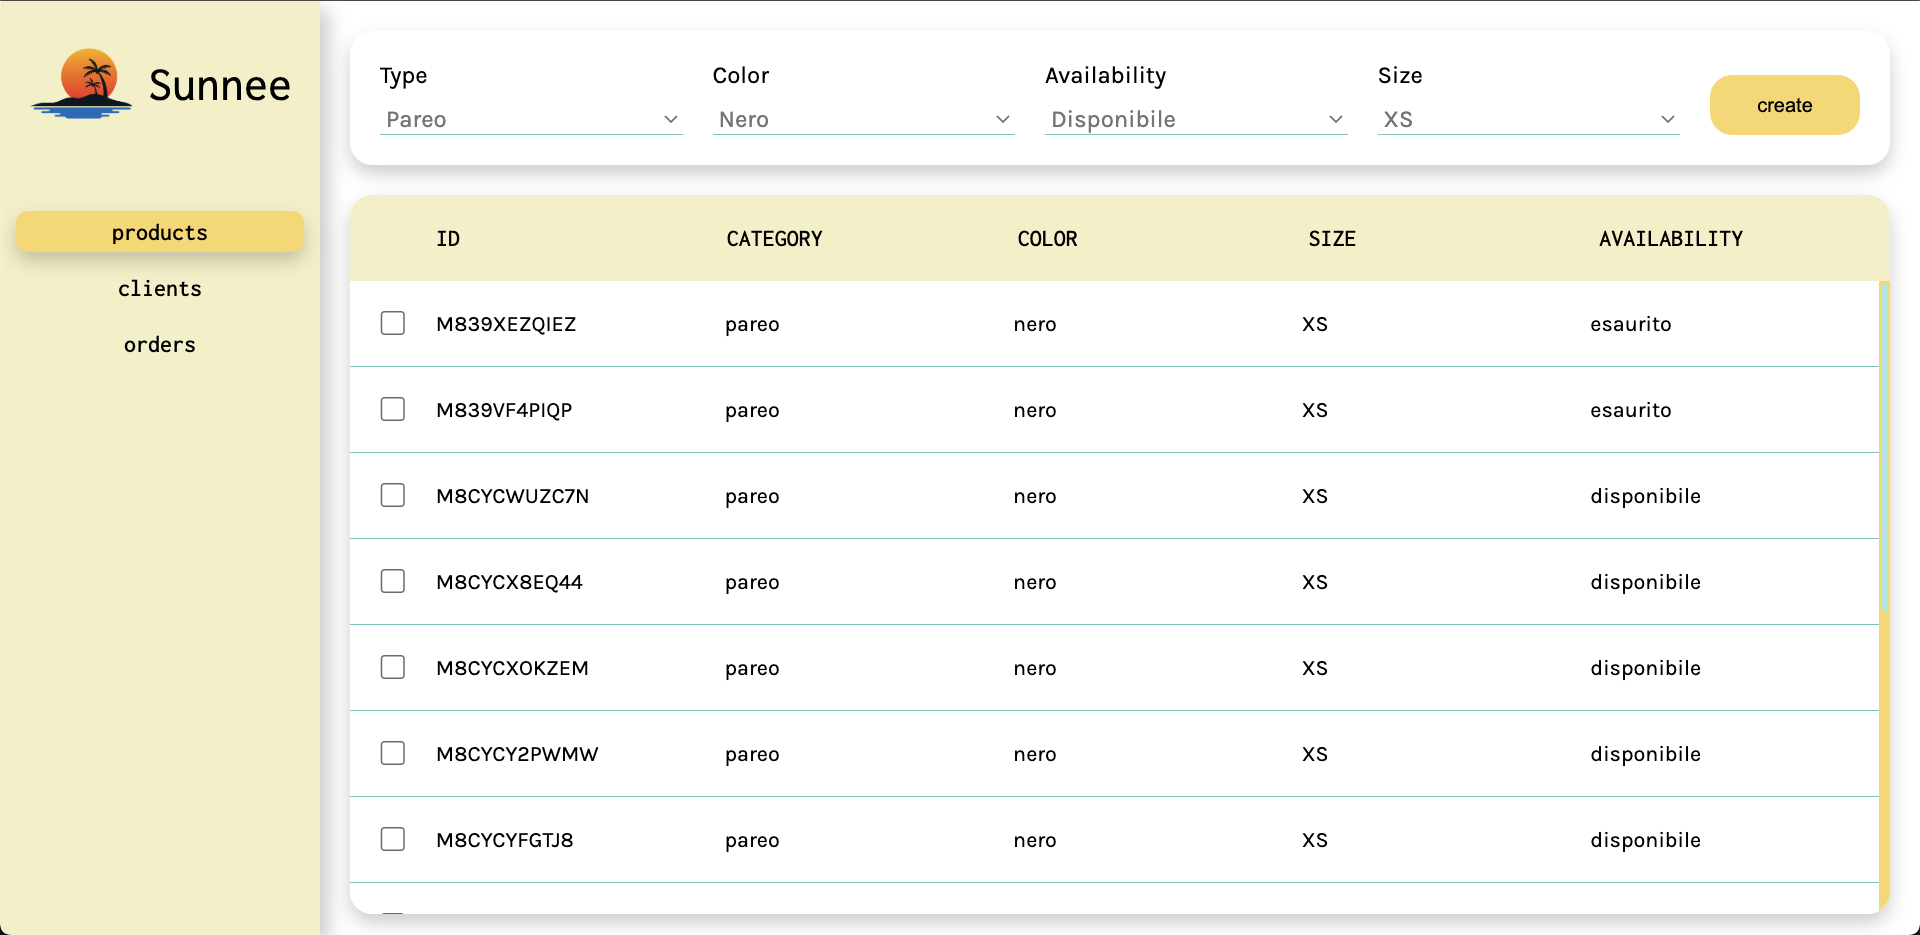 Sunnee
products
clients
orders
Type Color Availability Size
Pareo Nero Disponibile XS
create
ID CATEGORY COLOR SIZE AVAILABILITY
M839XEZQIEZ pareo nero XS esaurito
M839VF4PIQP pareo nero XS esaurito
M8CYCWUZC7N pareo nero XS disponibile
M8CYCX8EQ44 pareo nero XS disponibile
M8CYCXOKZEM pareo nero XS disponibile
M8CYCY2PWMW pareo nero XS disponibile
M8CYCYFGTJ8 pareo nero XS disponibile